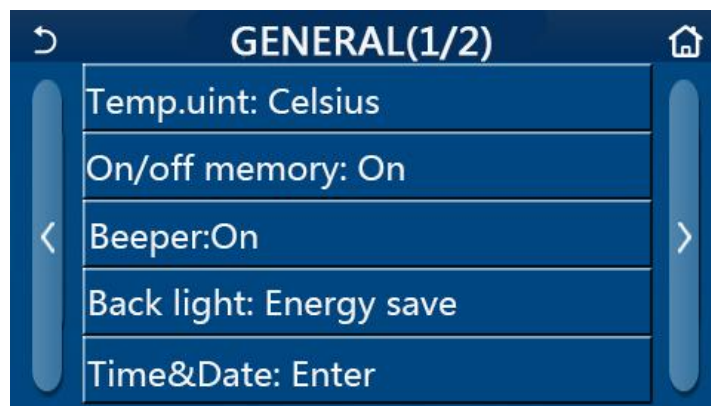 GENERAL(1/2)
Temp.uint: Celsius
On/off memory: On
Beeper:On
Back light: Energy save
Time&Date: Enter